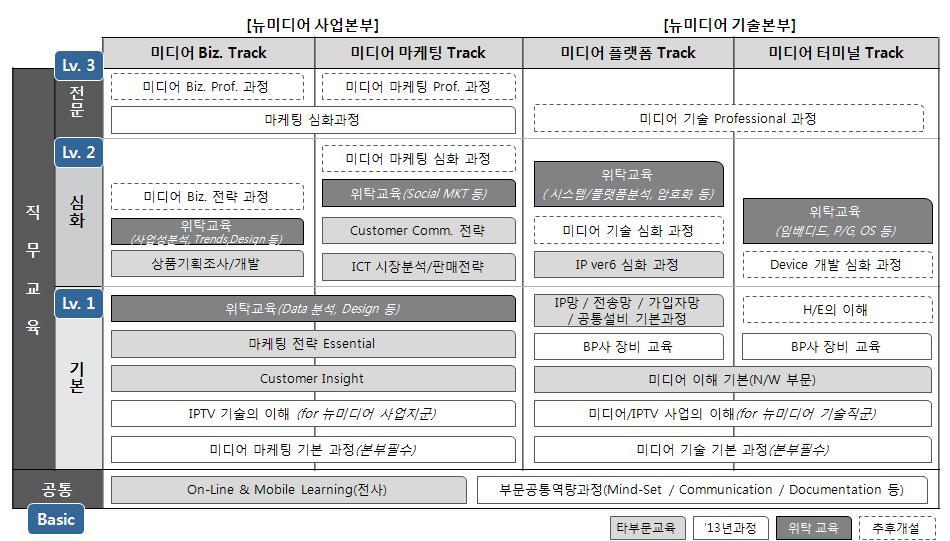 [뉴미디어 사업본부]
[뉴미디어 기술본부]
미디어 Biz. Track
미디어 마케팅 Track
미디어 플랫폼 Track
미디어 터미널 Track
직무교육
Lv. 3
전문
미디어 Biz. Prof. 과정
미디어 마케팅 Prof. 과정
마케팅 심화과정
미디어 기술 Professional 과정
Lv. 2
심화
미디어 Biz. 전략 과정
위탁교육
(사업성분석, Trends,Design 등)
상품기획조사/개발
미디어 마케팅 심화 과정
위탁교육(Social MKT 등)
Customer Comm. 전략
ICT 시장분석/판매전략
위탁교육
( 시스템/플랫폼분석, 암호화 등)
미디어 기술 심화 과정
IP ver6 심화 과정
위탁교육
(임베디드, P/G, OS 등)
Device 개발 심화 과정
Lv. 1
기본
위탁교육(Data 분석, Design 등)
마케팅 전략 Essential
Customer Insight
IPTV 기술의 이해 (for 뉴미디어 사업지군)
미디어 마케팅 기본 과정(본부필수)
IP망 / 전송망 / 가입자망
/ 공통설비 기본과정
H/E의 이해
BP사 장비 교육
BP사 장비 교육
미디어 이해 기본(N/W 부문)
미디어/IPTV 사업의 이해(for 뉴미디어 기술직군)
미디어 기술 기본 과정(본부필수)
공통
Basic
On-Line & Mobile Learning(전사)
부문공통역량과정(Mind-Set / Communication / Documentation 등)
타부문교육
'13년과정
위탁 교육
추후개설